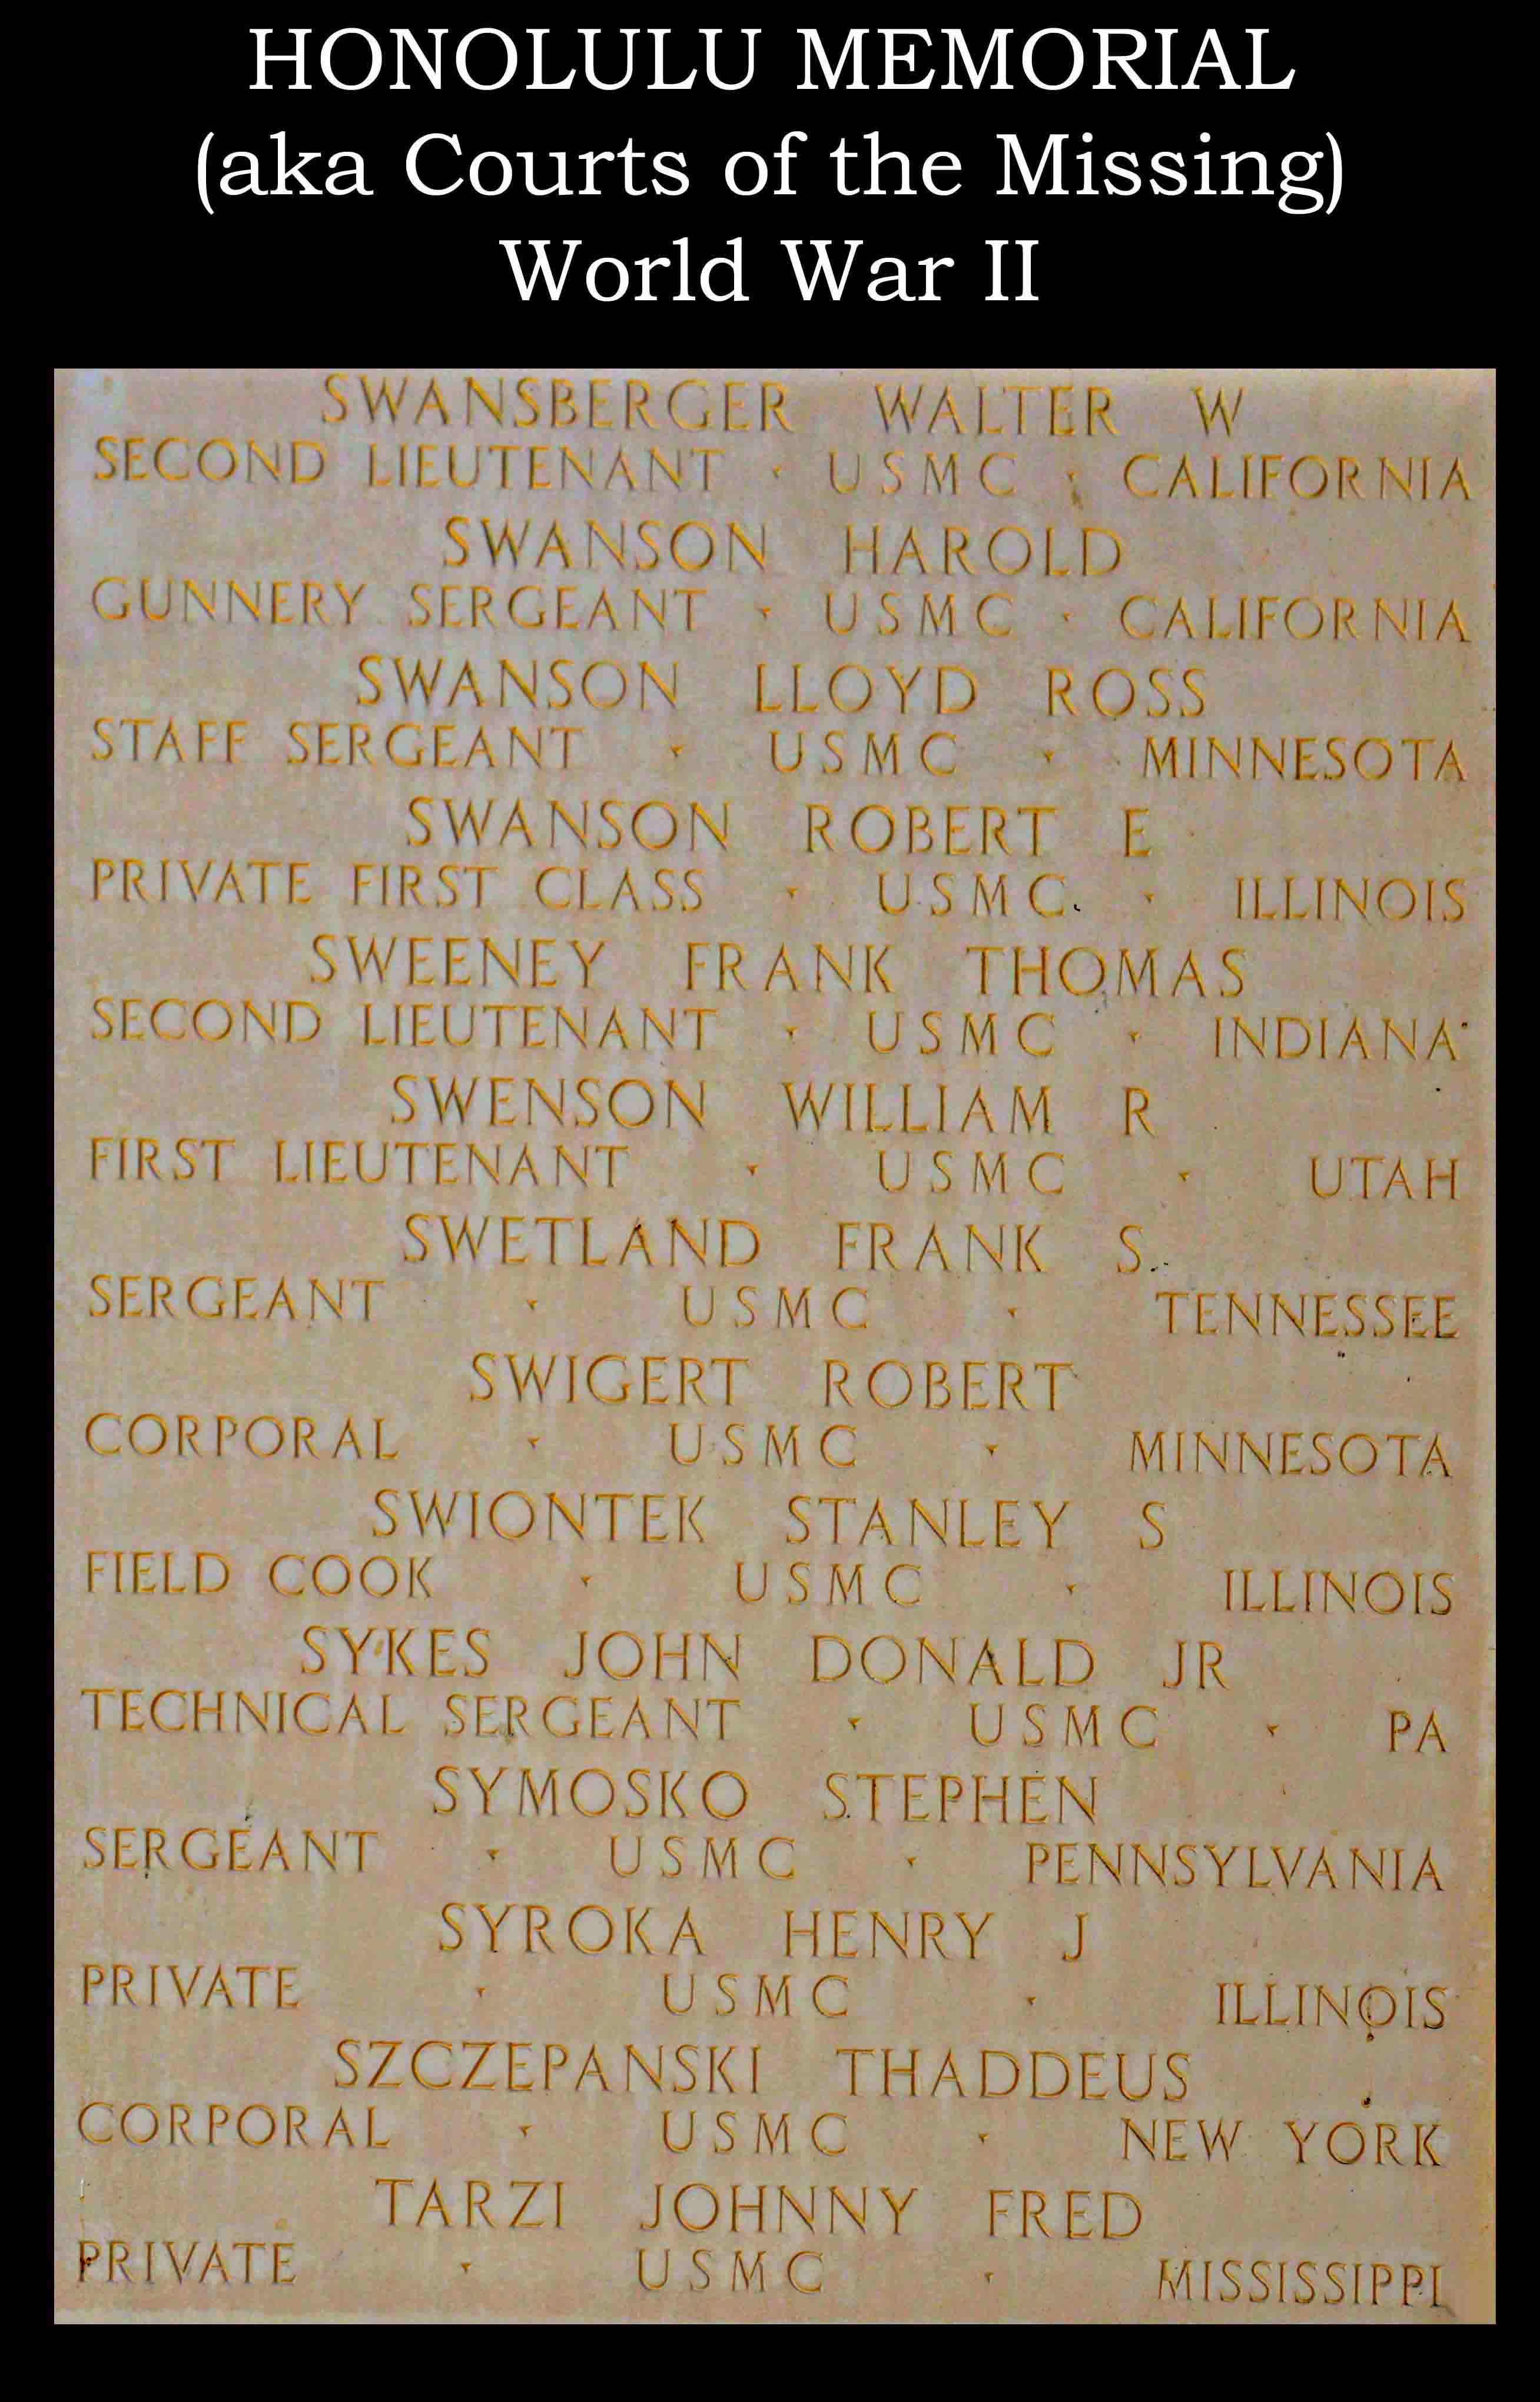 HONOLULU MEMORIAL
(aka Courts of the Missing)
World War II
SWANSBERGER WALTER W
SECOND LIEUTENANT · USMC · CALIFORNIA
SWANSON HAROLD
GUNNERY SERGEANT · USMC · CALIFORNIA
SWANSON LLOYD ROSS
STAFF SERGEANT · USMC · MINNESOTA
SWANSON ROBERT E
PRIVATE FIRST CLASS · USMC · ILLINOIS
SWEENEY FRANK THOMAS
SECOND LIEUTENANT · USMC · INDIANA
SWENSON WILLIAM R
FIRST LIEUTENANT · USMC · UTAH
SWETLAND FRANK S
SERGEANT · USMC · TENNESSEE
SWIGERT ROBERT
CORPORAL · USMC · MINNESOTA
SWIONTEK STANLEY S
FIELD COOK · USMC · ILLINOIS
SYKES JOHN DONALD JR
TECHNICAL SERGEANT · USMC · PA
SYMOSKO STEPHEN
SERGEANT · USMC · PENNSYLVANIA
SYROKA HENRY J
PRIVATE · USMC · ILLINOIS
SZCZEPANSKI THADDEUS
CORPORAL · USMC · NEW YORK
TARZI JOHNNY FRED
PRIVATE · USMC · MISSISSIPPI